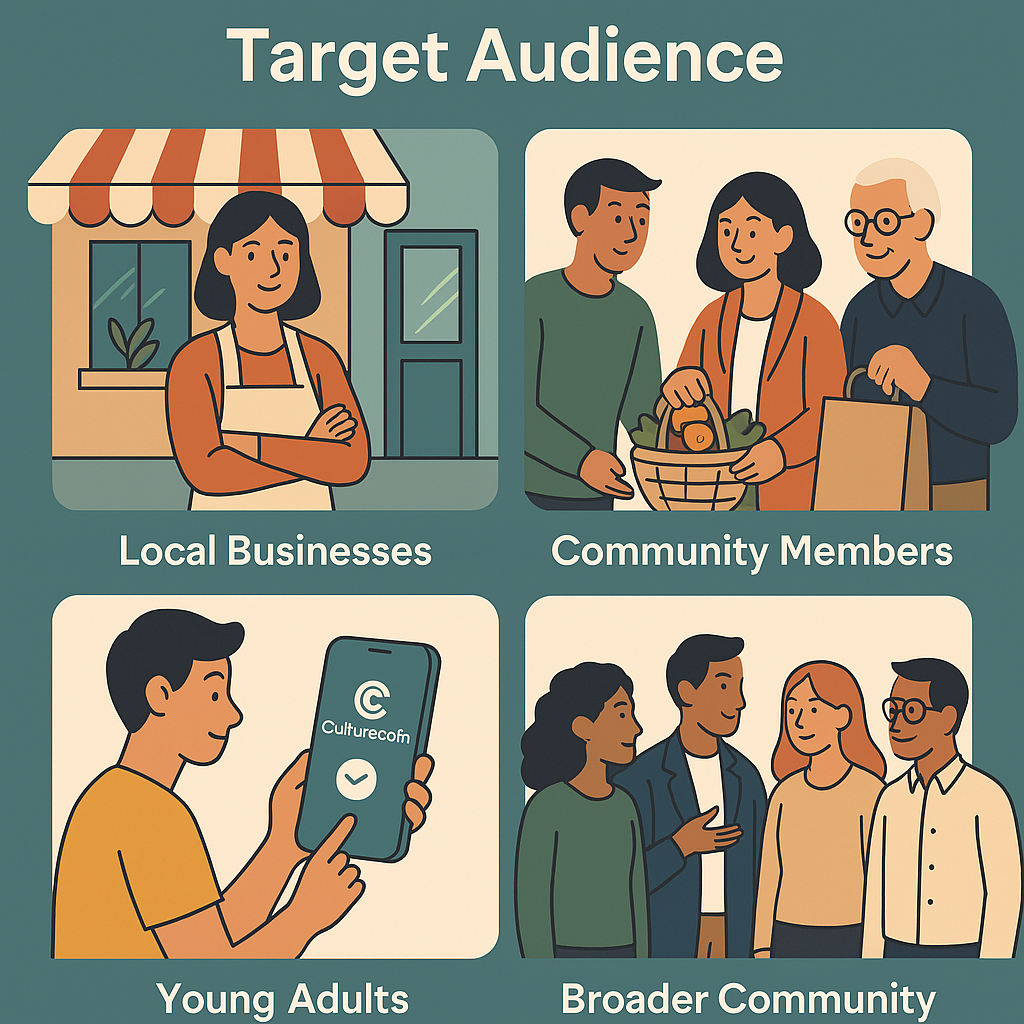 Target Audience
Local Businesses
Community Members
Culturecofn
Young Adults
Broader Community